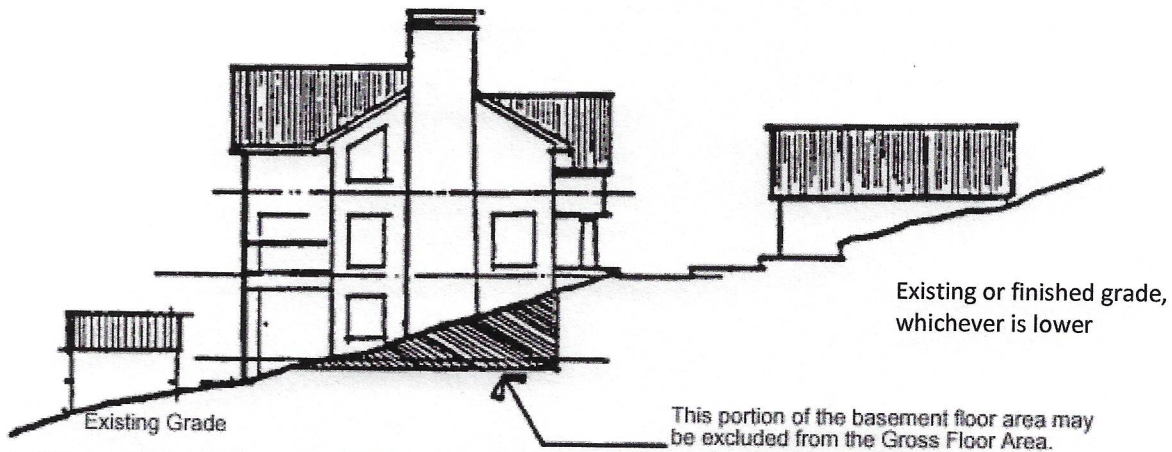 Existing or finished grade,
whichever is lower
Existing Grade
This portion of the basement floor area may
be excluded from the Gross Floor Area.